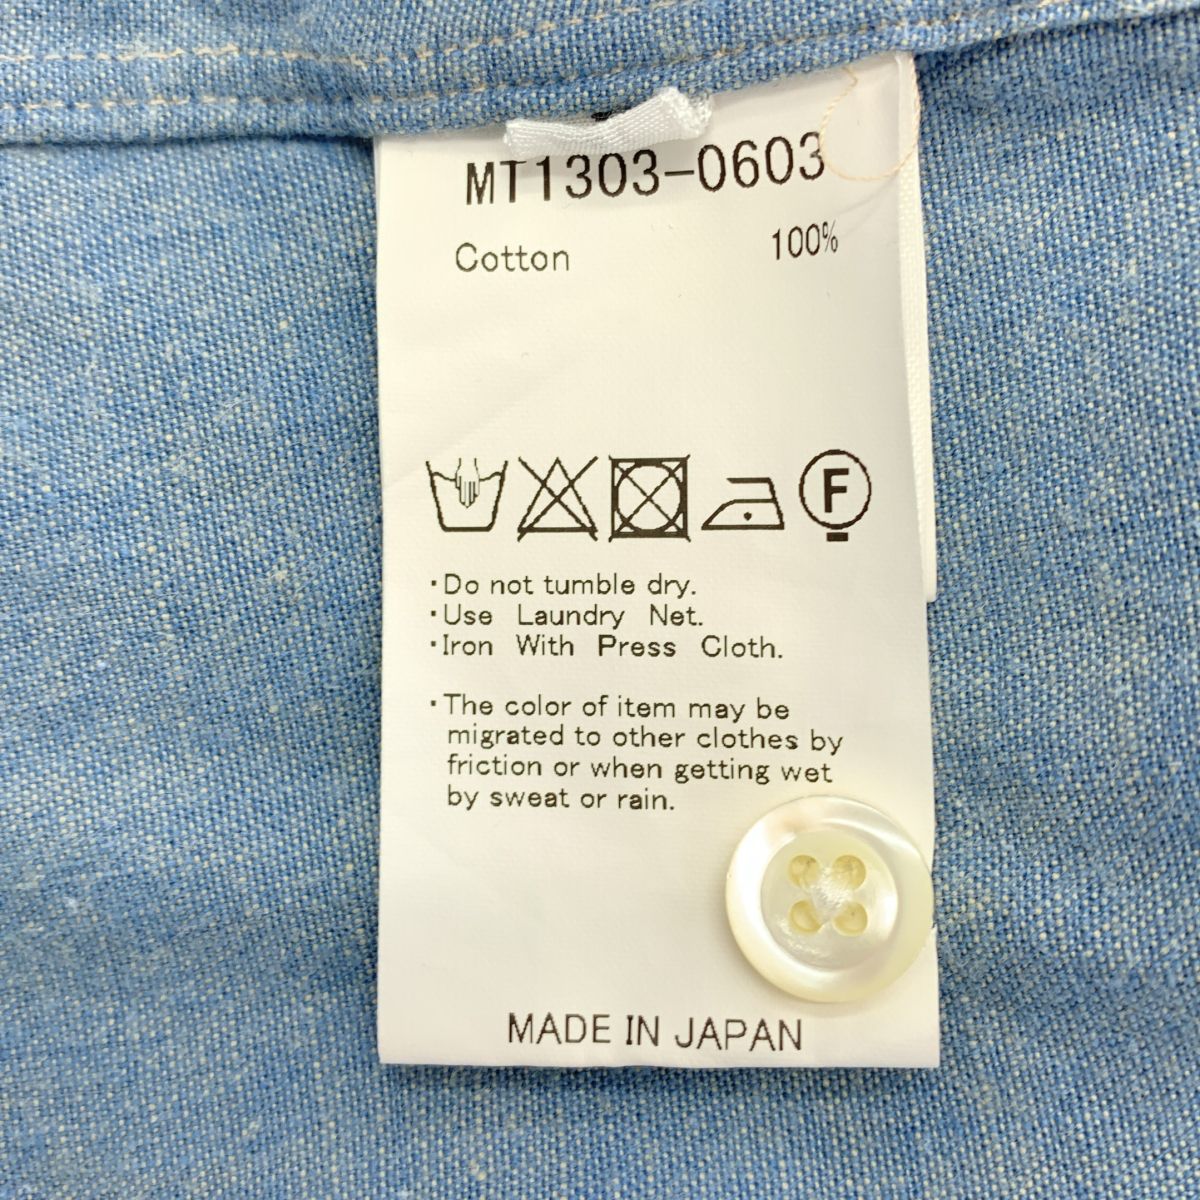 MT1303-0603
Cotton 100%
F
·Do not tumble dry.
·Use Laundry Net.
·Iron With Press Cloth.
·The color of item may be
migrated to other clothes by
friction or when getting wet
by sweat or rain.
MADE IN JAPAN